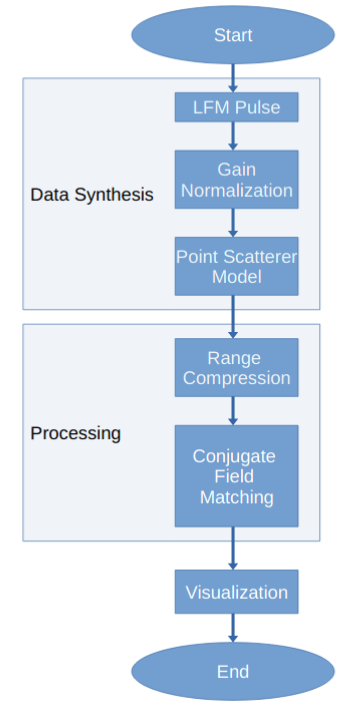 Start
LFM Pulse
Gain
Normalization
Data Synthesis
Point Scatterer
Model
Range
Compression
Processing
Conjugate
Field
Matching
Visualization
End